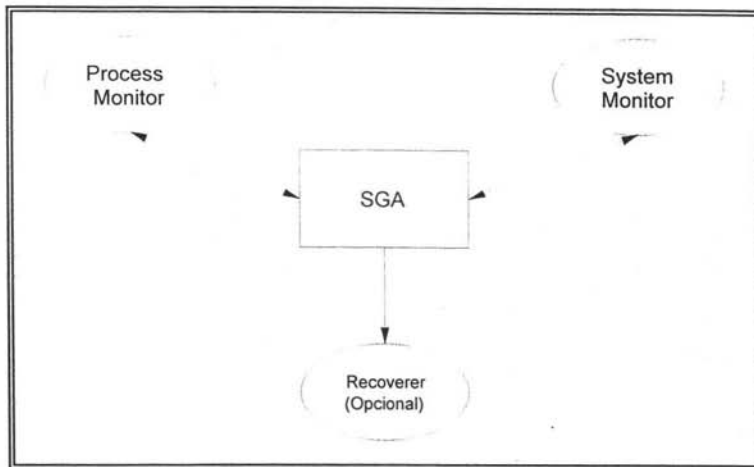 Process
Monitor
System
Monitor
SGA
Recoverer
(Opcional)